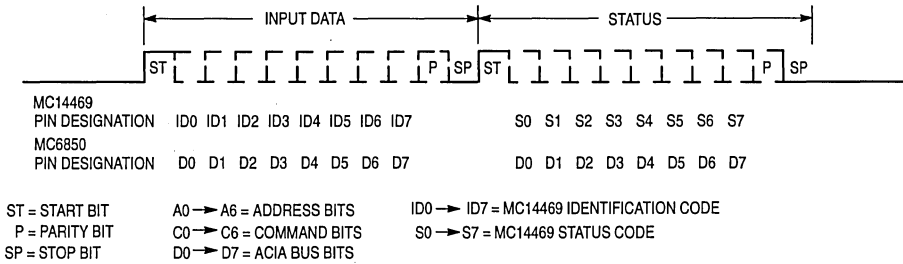 INPUT DATA STATUS
ST P SP ST P SP
MC14469
PIN DESIGNATION ID0 ID1 ID2 ID3 ID4 ID5 ID6 ID7 S0 S1 S2 S3 S4 S5 S6 S7
MC6850
PIN DESIGNATION D0 D1 D2 D3 D4 D5 D6 D7 D0 D1 D2 D3 D4 D5 D6 D7
ST = START BIT A0 → A6 = ADDRESS BITS ID0 → ID7 = MC14469 IDENTIFICATION CODE
P = PARITY BIT C0 → C6 = COMMAND BITS S0 → S7 = MC14469 STATUS CODE
SP = STOP BIT D0 → D7 = ACIA BUS BITS